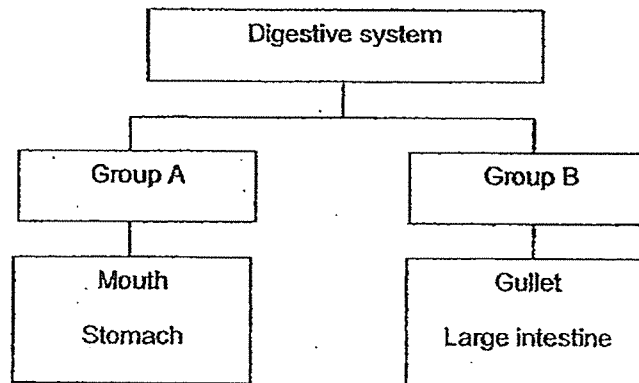 Digestive system
Group A
Group B
Mouth
Stomach
Gullet
Large intestine